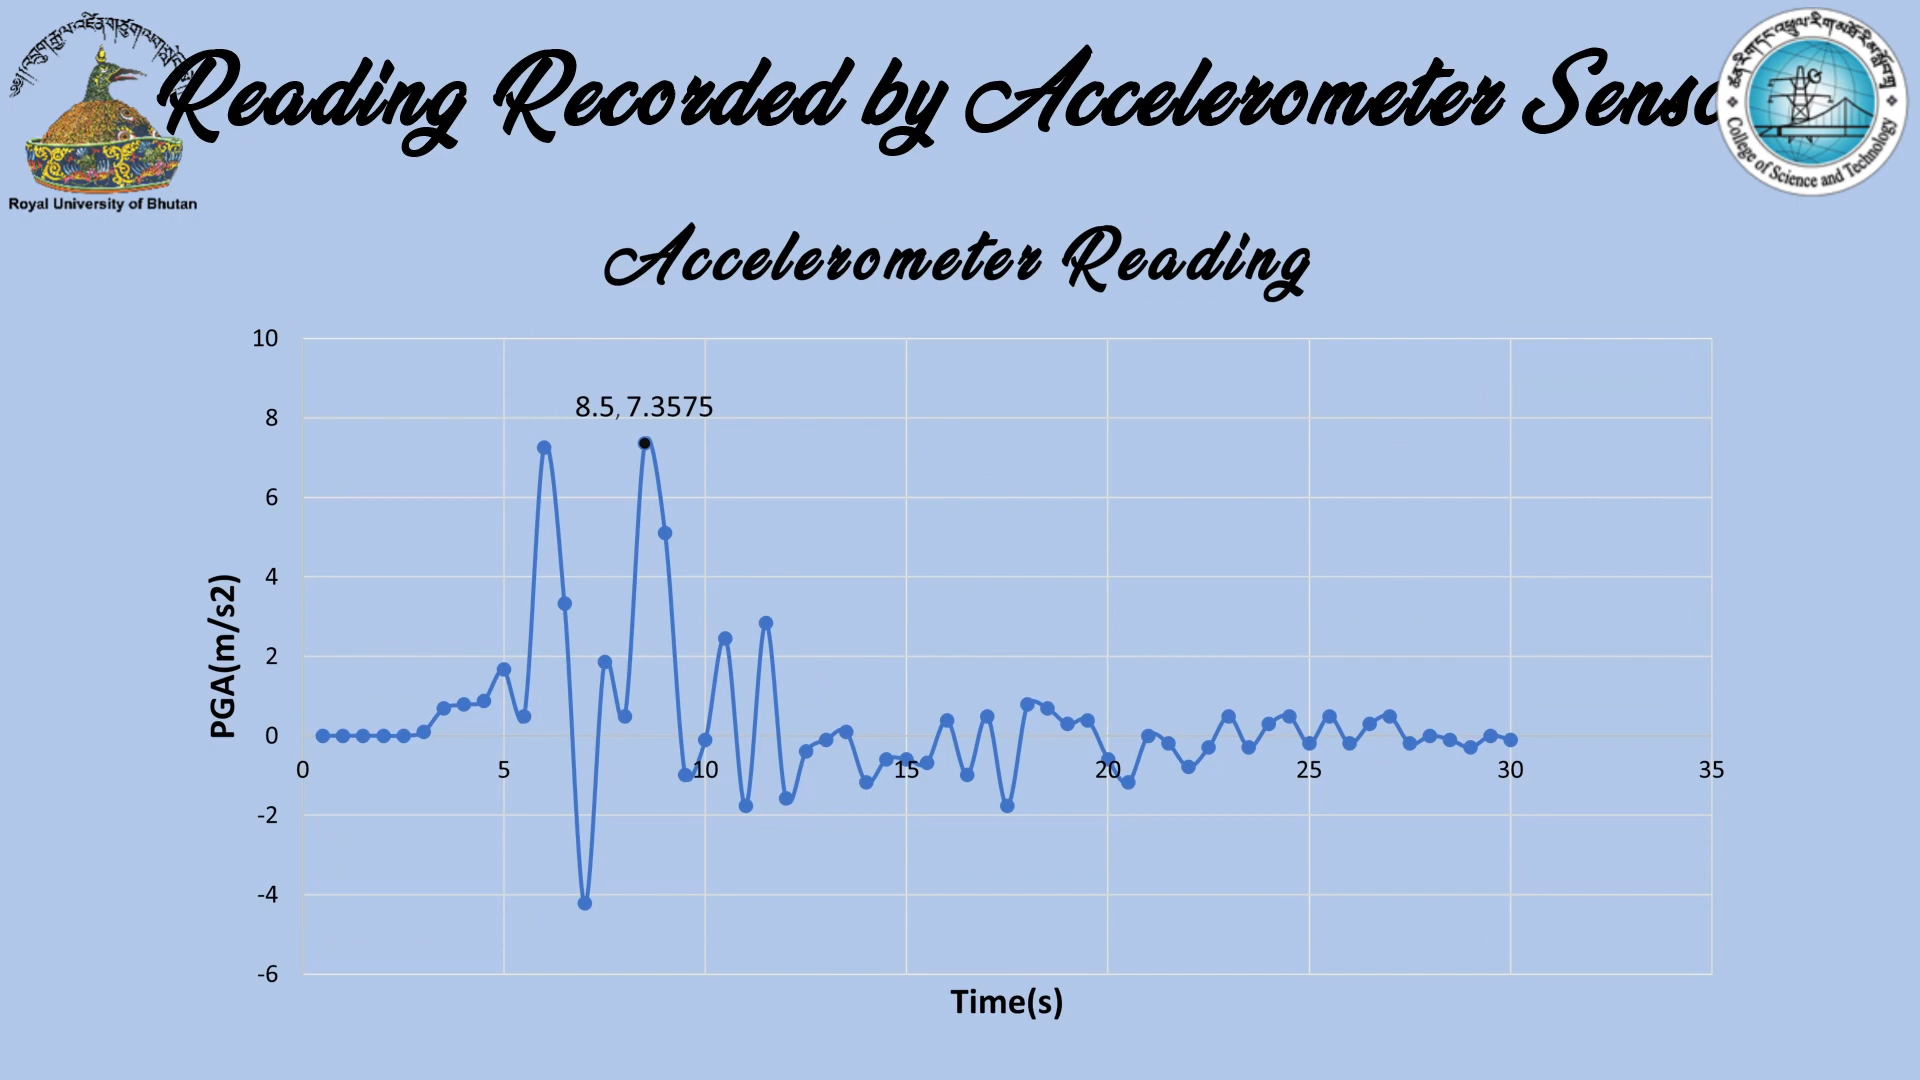 Reading Recorded by Accelerometer Senso
Royal University of Bhutan
College of Science and Technology
Accelerometer Reading
10
8
6
4
2
0
-2
-4
-6
8.5, 7.3575
PGA(m/s2)
0 5 10 15 20 25 30 35
Time(s)